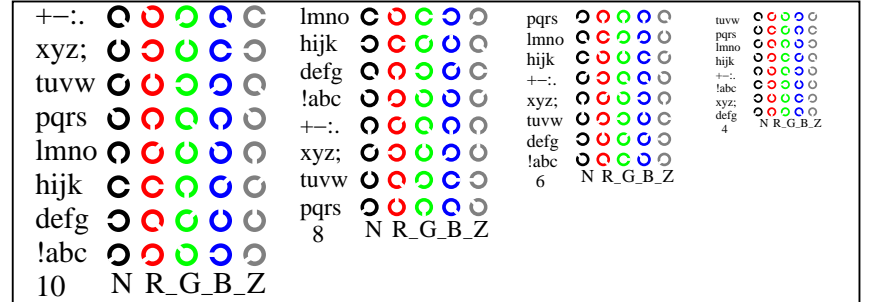 +−:.
xyz;
tuvw
pqrs
lmno
hijk
defg
!abc
10 N R_G_B_Z
lmno
hijk
defg
!abc
+−:.
xyz;
tuvw
pqrs
8 N R_G_B_Z
pqrs
lmno
hijk
+−:.
xyz;
tuvw
defg
!abc
6 N R_G_B_Z
tuvw
pqrs
lmno
hijk
+−:.
!abc
xyz;
defg
4 N R_G_B_Z